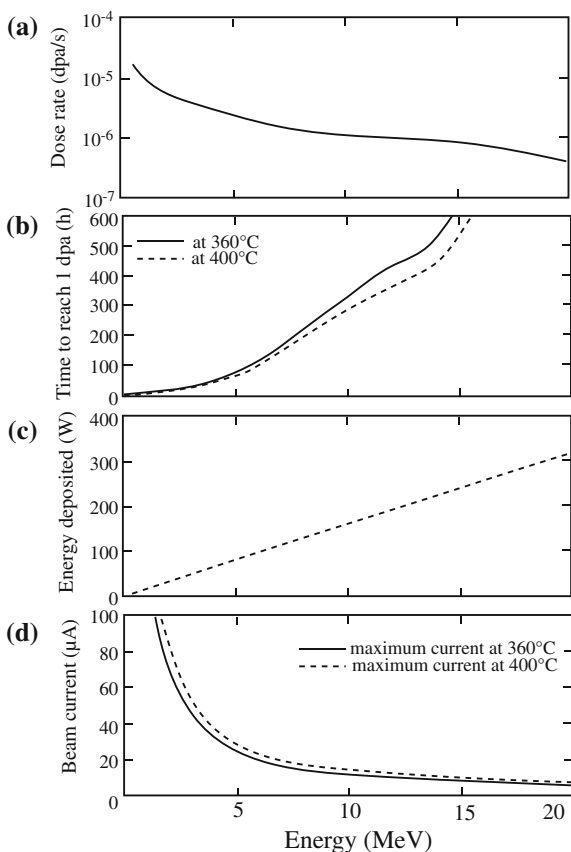 (a)
Dose rate (dpa/s)
10⁻⁴
10⁻⁵
10⁻⁶
10⁻⁷
(b)
Time to reach 1 dpa (h)
600
500
400
300
200
100
0
at 360°C
at 400°C
(c)
Energy deposited (W)
400
300
200
100
0
(d)
Beam current (μA)
100
80
60
40
20
0
maximum current at 360°C
maximum current at 400°C
0 5 10 15 20
Energy (MeV)